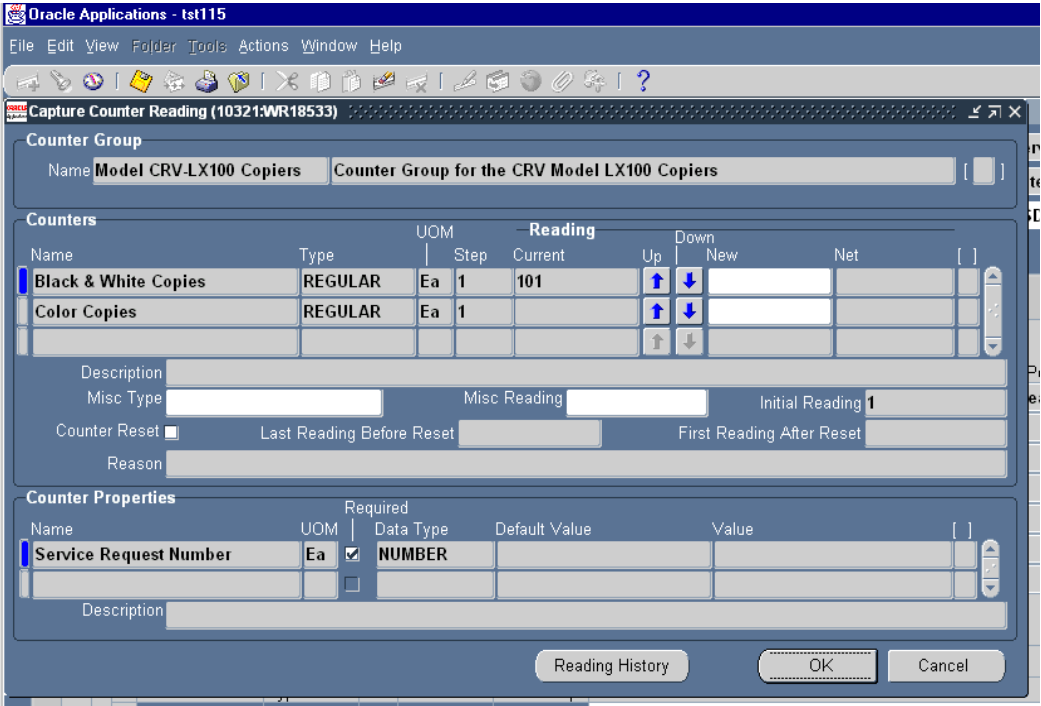 Oracle Applications - tst115
File Edit View Folder Tools Actions Window Help
Capture Counter Reading (10321:WR18533)
Counter Group
Name Model CRV-LX100 Copiers Counter Group for the CRV Model LX100 Copiers [ ]
Counters
UOM Reading Down
Name Type Step Current Up New Net [ ]
Black & White Copies REGULAR Ea 1 101
Color Copies REGULAR Ea 1
Description
Misc Type Misc Reading Initial Reading 1
Counter Reset Last Reading Before Reset First Reading After Reset
Reason
Counter Properties
Required
Name UOM Data Type Default Value Value [ ]
Service Request Number Ea NUMBER
Description
Reading History OK Cancel